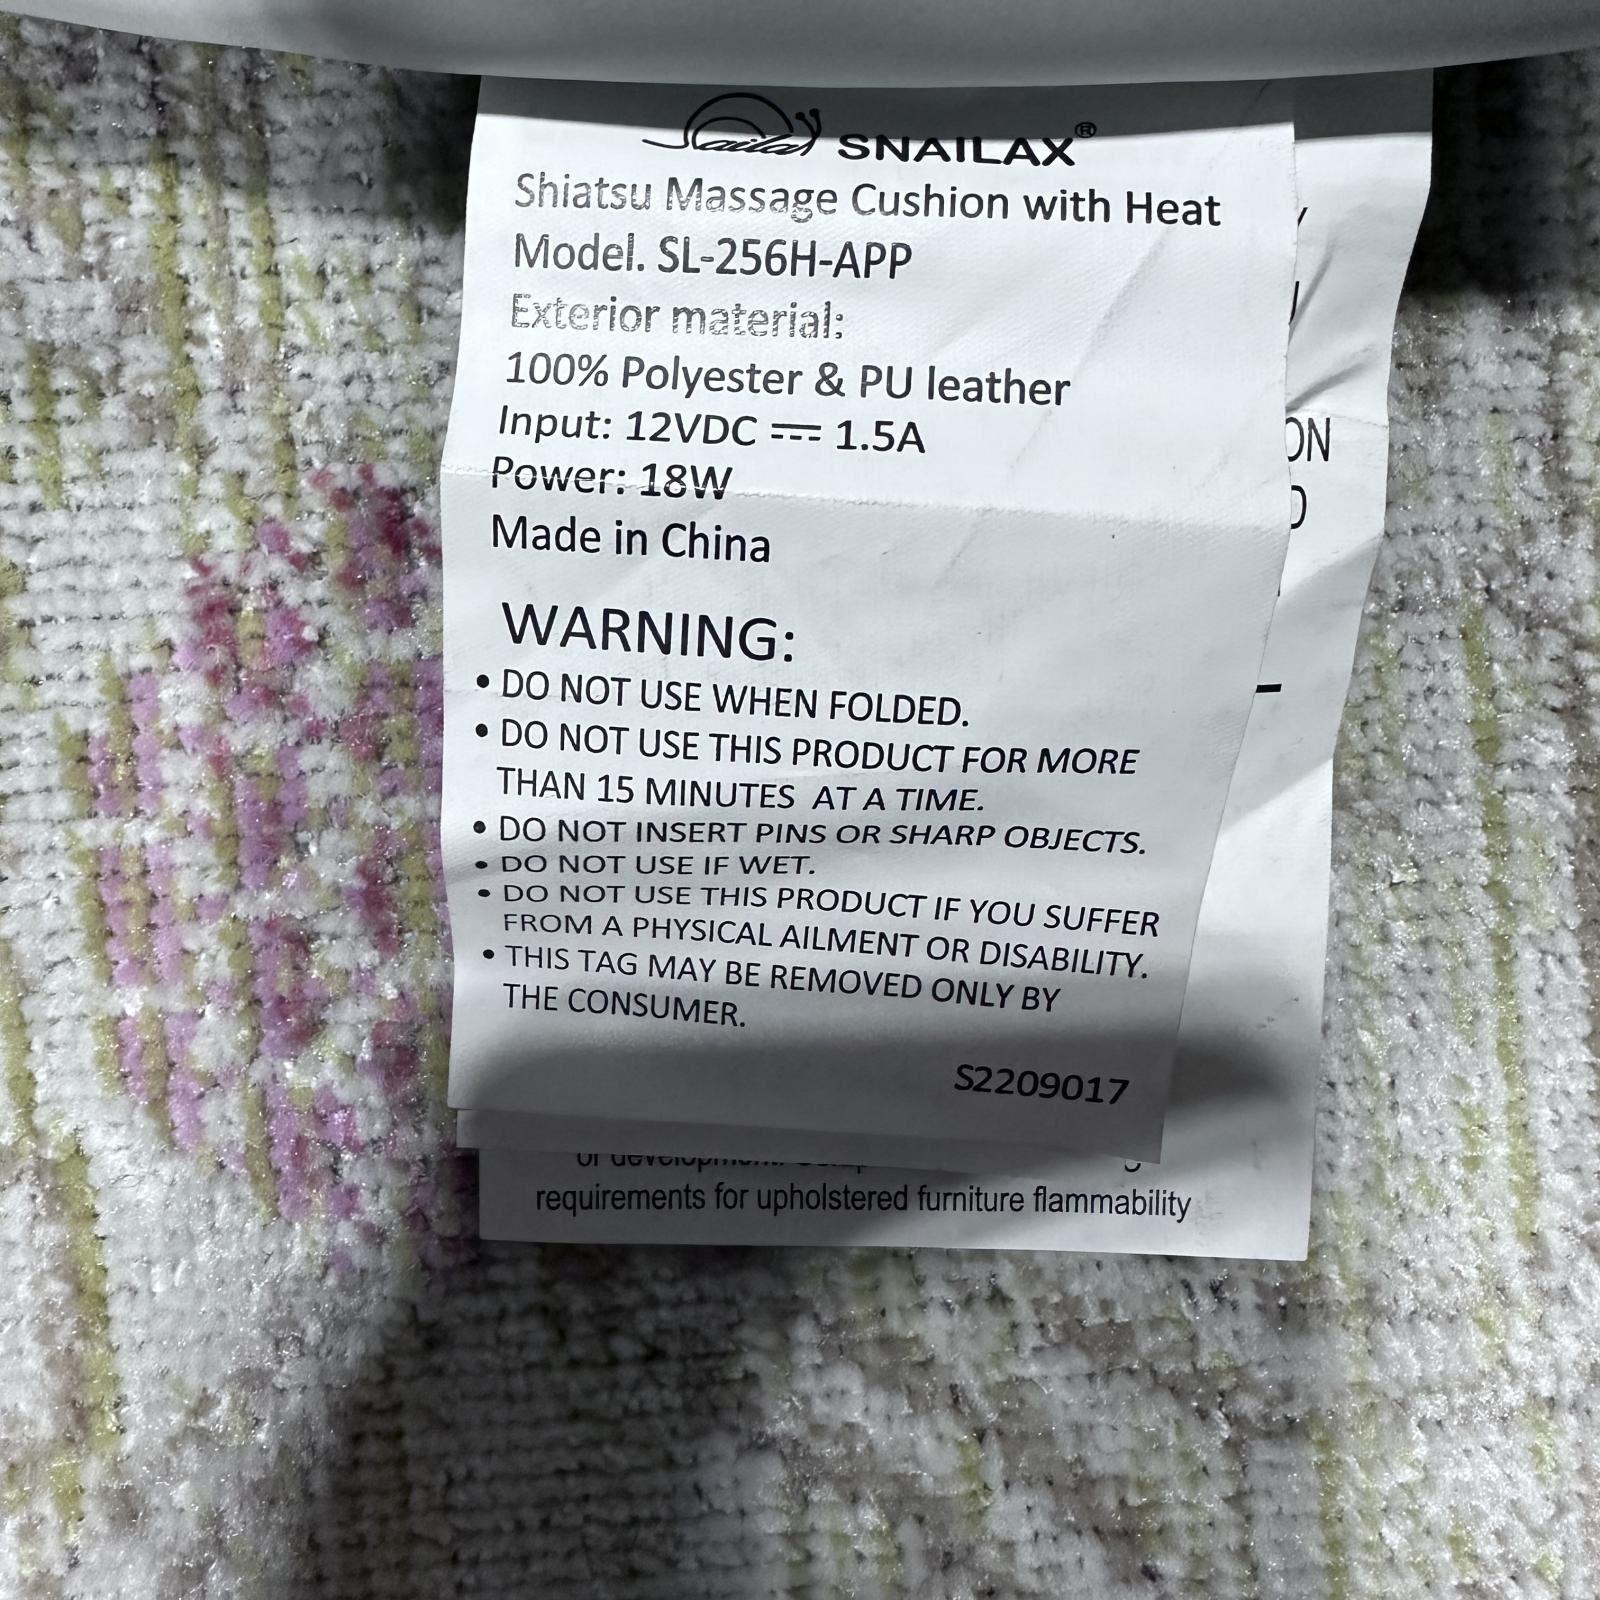 Snailax SNAILAX®
Shiatsu Massage Cushion with Heat
Model. SL-256H-APP
Exterior material:
100% Polyester & PU leather
Input: 12VDC ⎓ 1.5A
Power: 18W
Made in China
WARNING:
• DO NOT USE WHEN FOLDED.
• DO NOT USE THIS PRODUCT FOR MORE
THAN 15 MINUTES AT A TIME.
• DO NOT INSERT PINS OR SHARP OBJECTS.
• DO NOT USE IF WET.
• DO NOT USE THIS PRODUCT IF YOU SUFFER
FROM A PHYSICAL AILMENT OR DISABILITY.
• THIS TAG MAY BE REMOVED ONLY BY
THE CONSUMER.
S2209017
requirements for upholstered furniture flammability